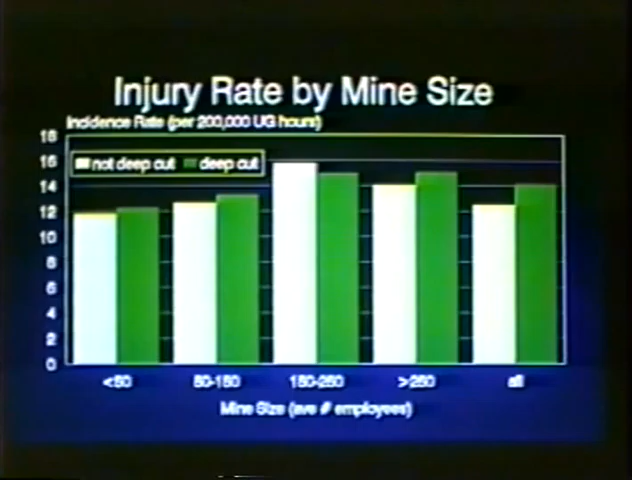 Injury Rate by Mine Size
Incidence Rate (per 200,000 UG hours)
18
16
not deep cut deep cut
14
12
10
8
6
4
2
0
<50 50-150 150-250 >250 all
Mine Size (ave # employees)